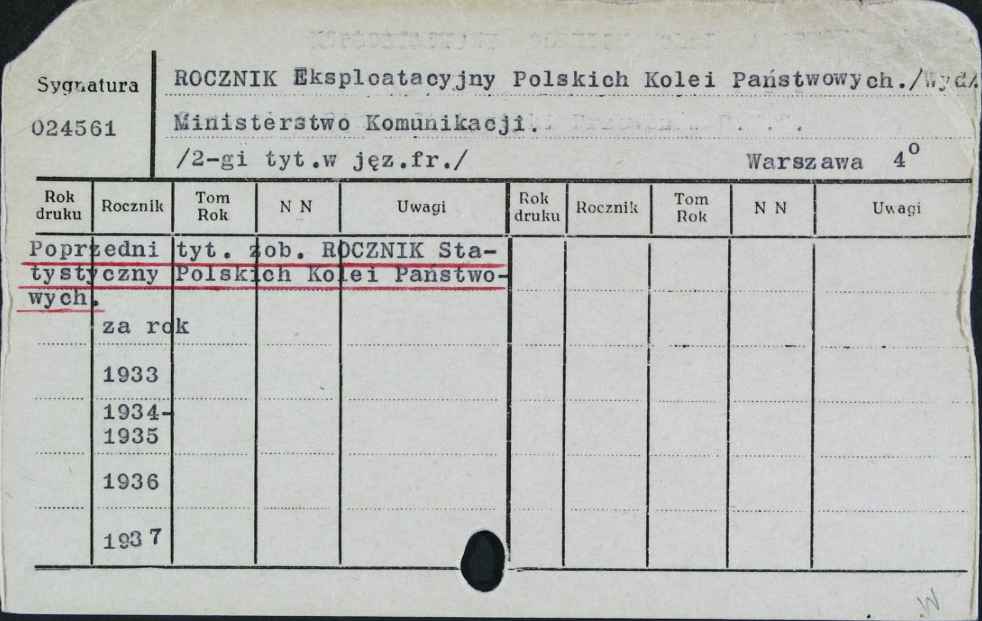 Sygnatura
ROCZNIK Eksploatacyjny Polskich Kolei Państwowych./Wyd.
024561
Ministerstwo Komunikacji.
/2-gi tyt.w jęz.fr./ Warszawa 4º
Rok druku Rocznik Tom Rok N N Uwagi Rok druku Rocznik Tom Rok N N Uwagi
Poprzedni tyt. zob. ROCZNIK Sta-
tystyczny Polskich Kolei Państwo-
wych.
za rok
1933
1934-
1935
1936
1937